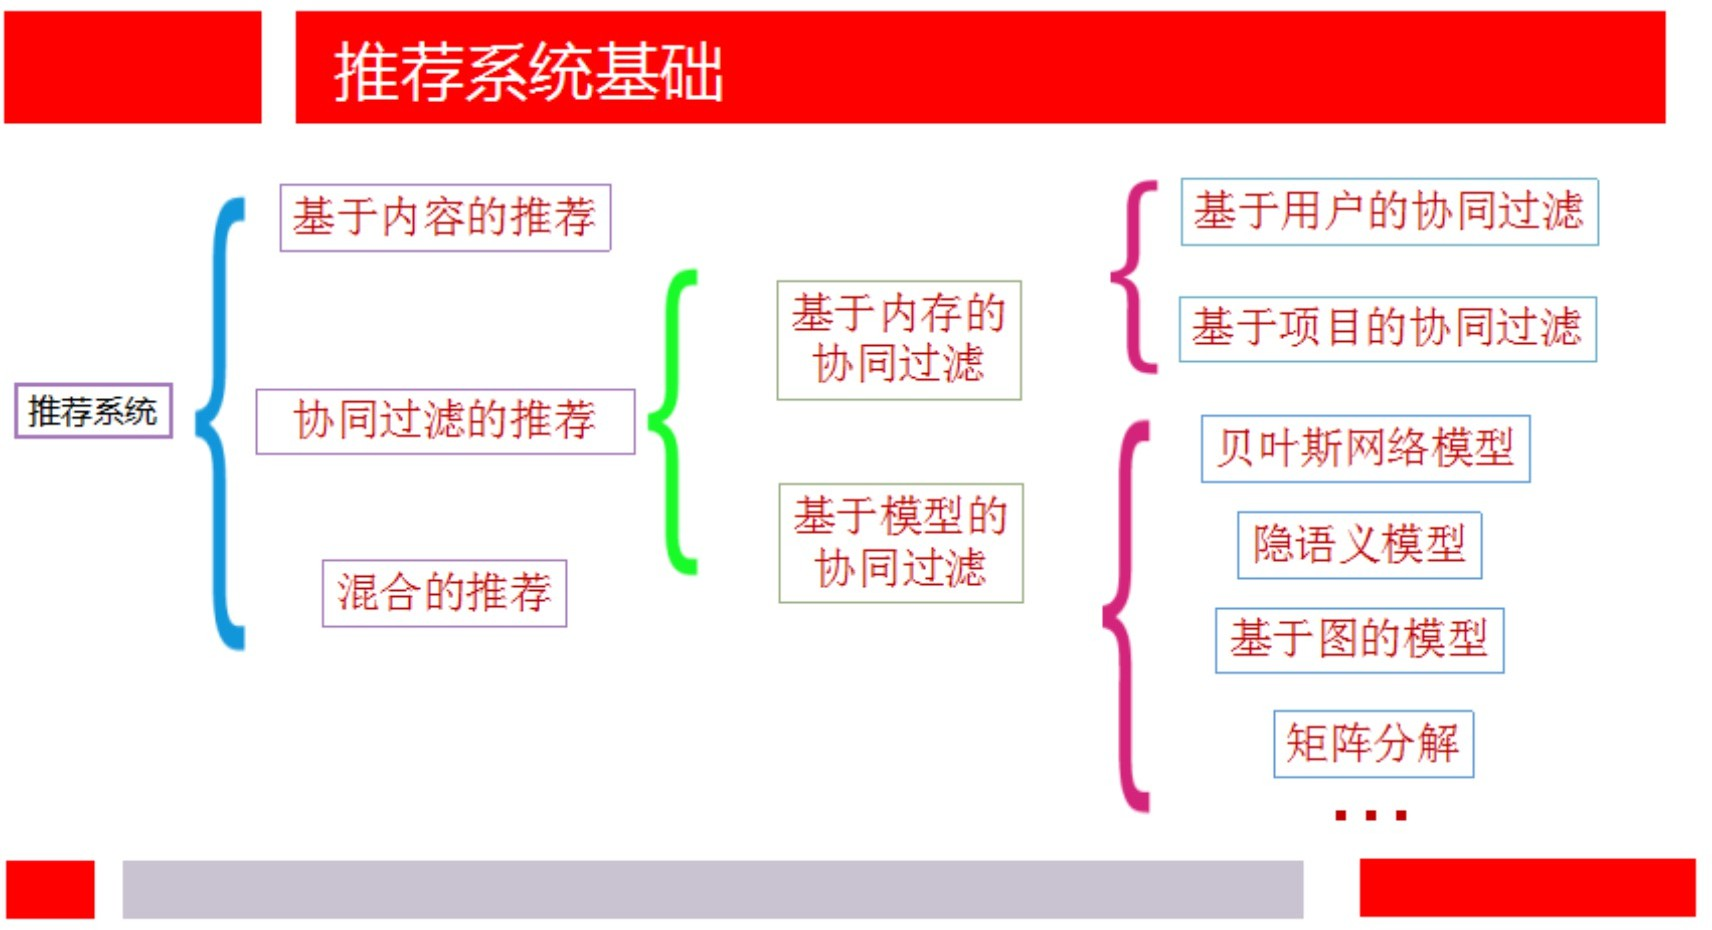 推荐系统基础
推荐系统
基于内容的推荐
协同过滤的推荐
混合的推荐
基于内存的
协同过滤
基于模型的
协同过滤
基于用户的协同过滤
基于项目的协同过滤
贝叶斯网络模型
隐语义模型
基于图的模型
矩阵分解
...